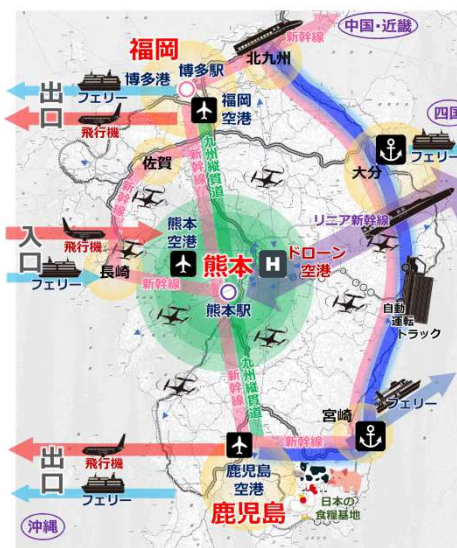 中国・近畿
福岡
北九州
新幹線
博多駅
博多港
出口
フェリー
飛行機
福岡
空港
四国
フェリー
大分
佐賀
新幹線
新幹線
九州縦貫道
リニア新幹線
入口
飛行機
フェリー
熊本
空港
熊本
H
ドローン
空港
長崎
新幹線
熊本駅
自動
運転
トラック
新幹線
九州縦貫道
フェリー
宮崎
新幹線
出口
飛行機
フェリー
鹿児島
空港
鹿児島
日本の
食糧基地
沖縄